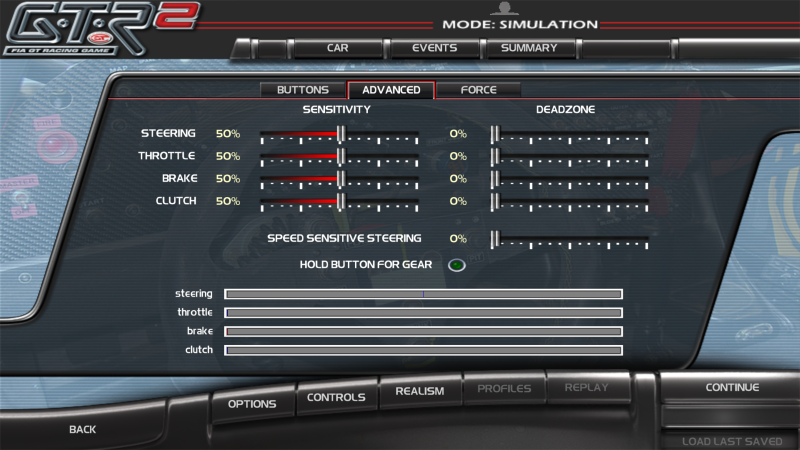 GTR2
FIA GT RACING GAME
MODE: SIMULATION
CAR EVENTS SUMMARY
BUTTONS ADVANCED FORCE
SENSITIVITY DEADZONE
STEERING 50% 0%
THROTTLE 50% 0%
BRAKE 50% 0%
CLUTCH 50% 0%
SPEED SENSITIVE STEERING 0%
HOLD BUTTON FOR GEAR
steering
throttle
brake
clutch
BACK OPTIONS CONTROLS REALISM PROFILES REPLAY CONTINUE
LOAD LAST SAVED